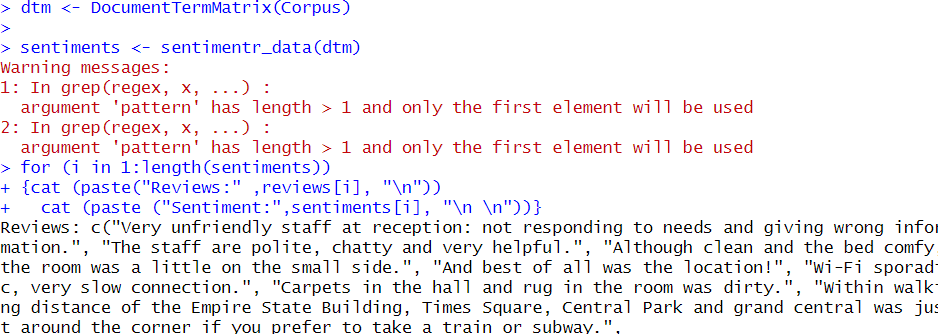 > dtm <- DocumentTermMatrix(Corpus)
>
> sentiments <- sentimentr_data(dtm)
Warning messages:
1: In grep(regex, x, ...) :
  argument 'pattern' has length > 1 and only the first element will be used
2: In grep(regex, x, ...) :
  argument 'pattern' has length > 1 and only the first element will be used
> for (i in 1:length(sentiments))
+ {cat (paste("Reviews:" ,reviews[i], "\n"))
+   cat (paste ("Sentiment:",sentiments[i], "\n \n"))}
Reviews: c("Very unfriendly staff at reception: not responding to needs and giving wrong infor
mation.", "The staff are polite, chatty and very helpful.", "Although clean and the bed comfy
the room was a little on the small side.", "And best of all was the location!", "Wi-Fi sporadi
c, very slow connection.", "Carpets in the hall and rug in the room was dirty.", "Within walki
ng distance of the Empire State Building, Times Square, Central Park and grand central was jus
t around the corner if you prefer to take a train or subway.",